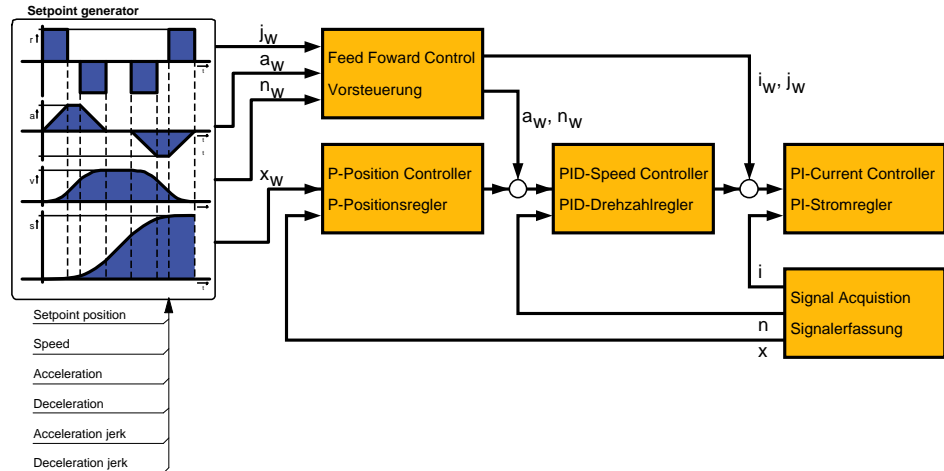 Setpoint generator
r
t
a
t
t
v
t
s
t
Setpoint position
Speed
Acceleration
Deceleration
Acceleration jerk
Deceleration jerk
jw
aw
nw
xw
Feed Foward Control
Vorsteuerung
aw, nw
iw, jw
P-Position Controller
P-Positionsregler
PID-Speed Controller
PID-Drehzahlregler
PI-Current Controller
PI-Stromregler
i
n
x
Signal Acquistion
Signalerfassung